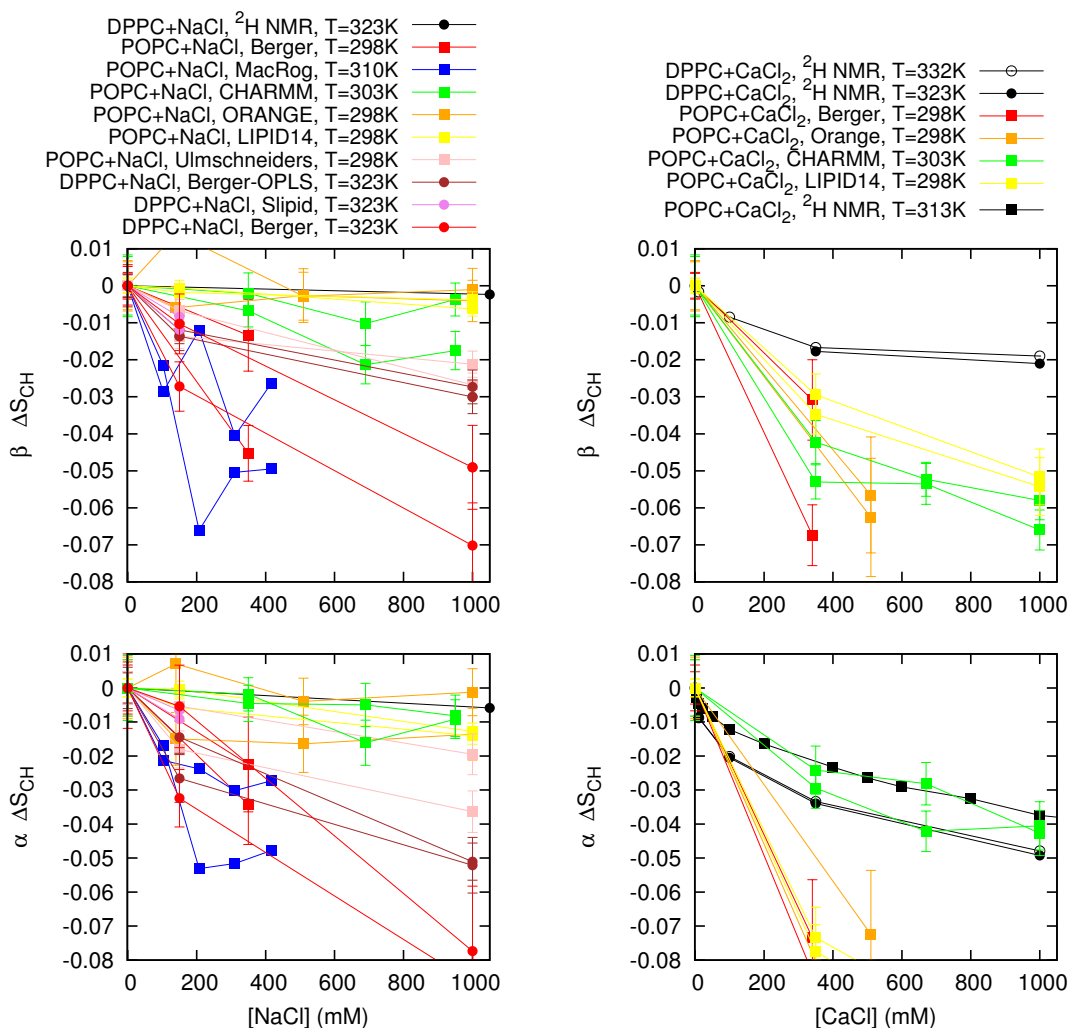 DPPC+NaCl, ²H NMR, T=323K
POPC+NaCl, Berger, T=298K
POPC+NaCl, MacRog, T=310K
POPC+NaCl, CHARMM, T=303K
POPC+NaCl, ORANGE, T=298K
POPC+NaCl, LIPID14, T=298K
POPC+NaCl, Ulmschneiders, T=298K
DPPC+NaCl, Berger-OPLS, T=323K
DPPC+NaCl, Slipid, T=323K
DPPC+NaCl, Berger, T=323K
DPPC+CaCl₂, ²H NMR, T=332K
DPPC+CaCl₂, ²H NMR, T=323K
POPC+CaCl₂, Berger, T=298K
POPC+CaCl₂, Orange, T=298K
POPC+CaCl₂, CHARMM, T=303K
POPC+CaCl₂, LIPID14, T=298K
POPC+CaCl₂, ²H NMR, T=313K
0.01
0
-0.01
-0.02
-0.03
-0.04
-0.05
-0.06
-0.07
-0.08
β ΔS_CH
0 200 400 600 800 1000
0.01
0
-0.01
-0.02
-0.03
-0.04
-0.05
-0.06
-0.07
-0.08
β ΔS_CH
0 200 400 600 800 1000
0.01
0
-0.01
-0.02
-0.03
-0.04
-0.05
-0.06
-0.07
-0.08
α ΔS_CH
0 200 400 600 800 1000
[NaCl] (mM)
0.01
0
-0.01
-0.02
-0.03
-0.04
-0.05
-0.06
-0.07
-0.08
α ΔS_CH
0 200 400 600 800 1000
[CaCl] (mM)